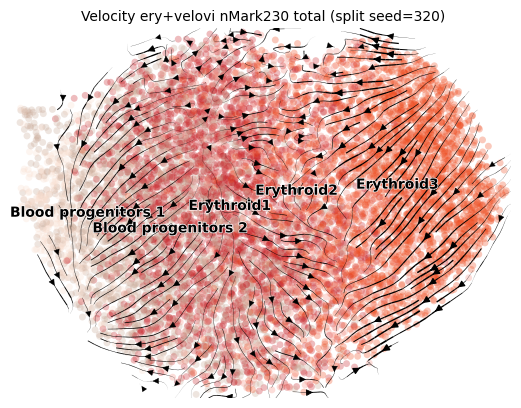 Velocity ery+velovi nMark230 total (split seed=320)
Erythroid3
Erythroid2
Erythroid1
Blood progenitors 1
Blood progenitors 2